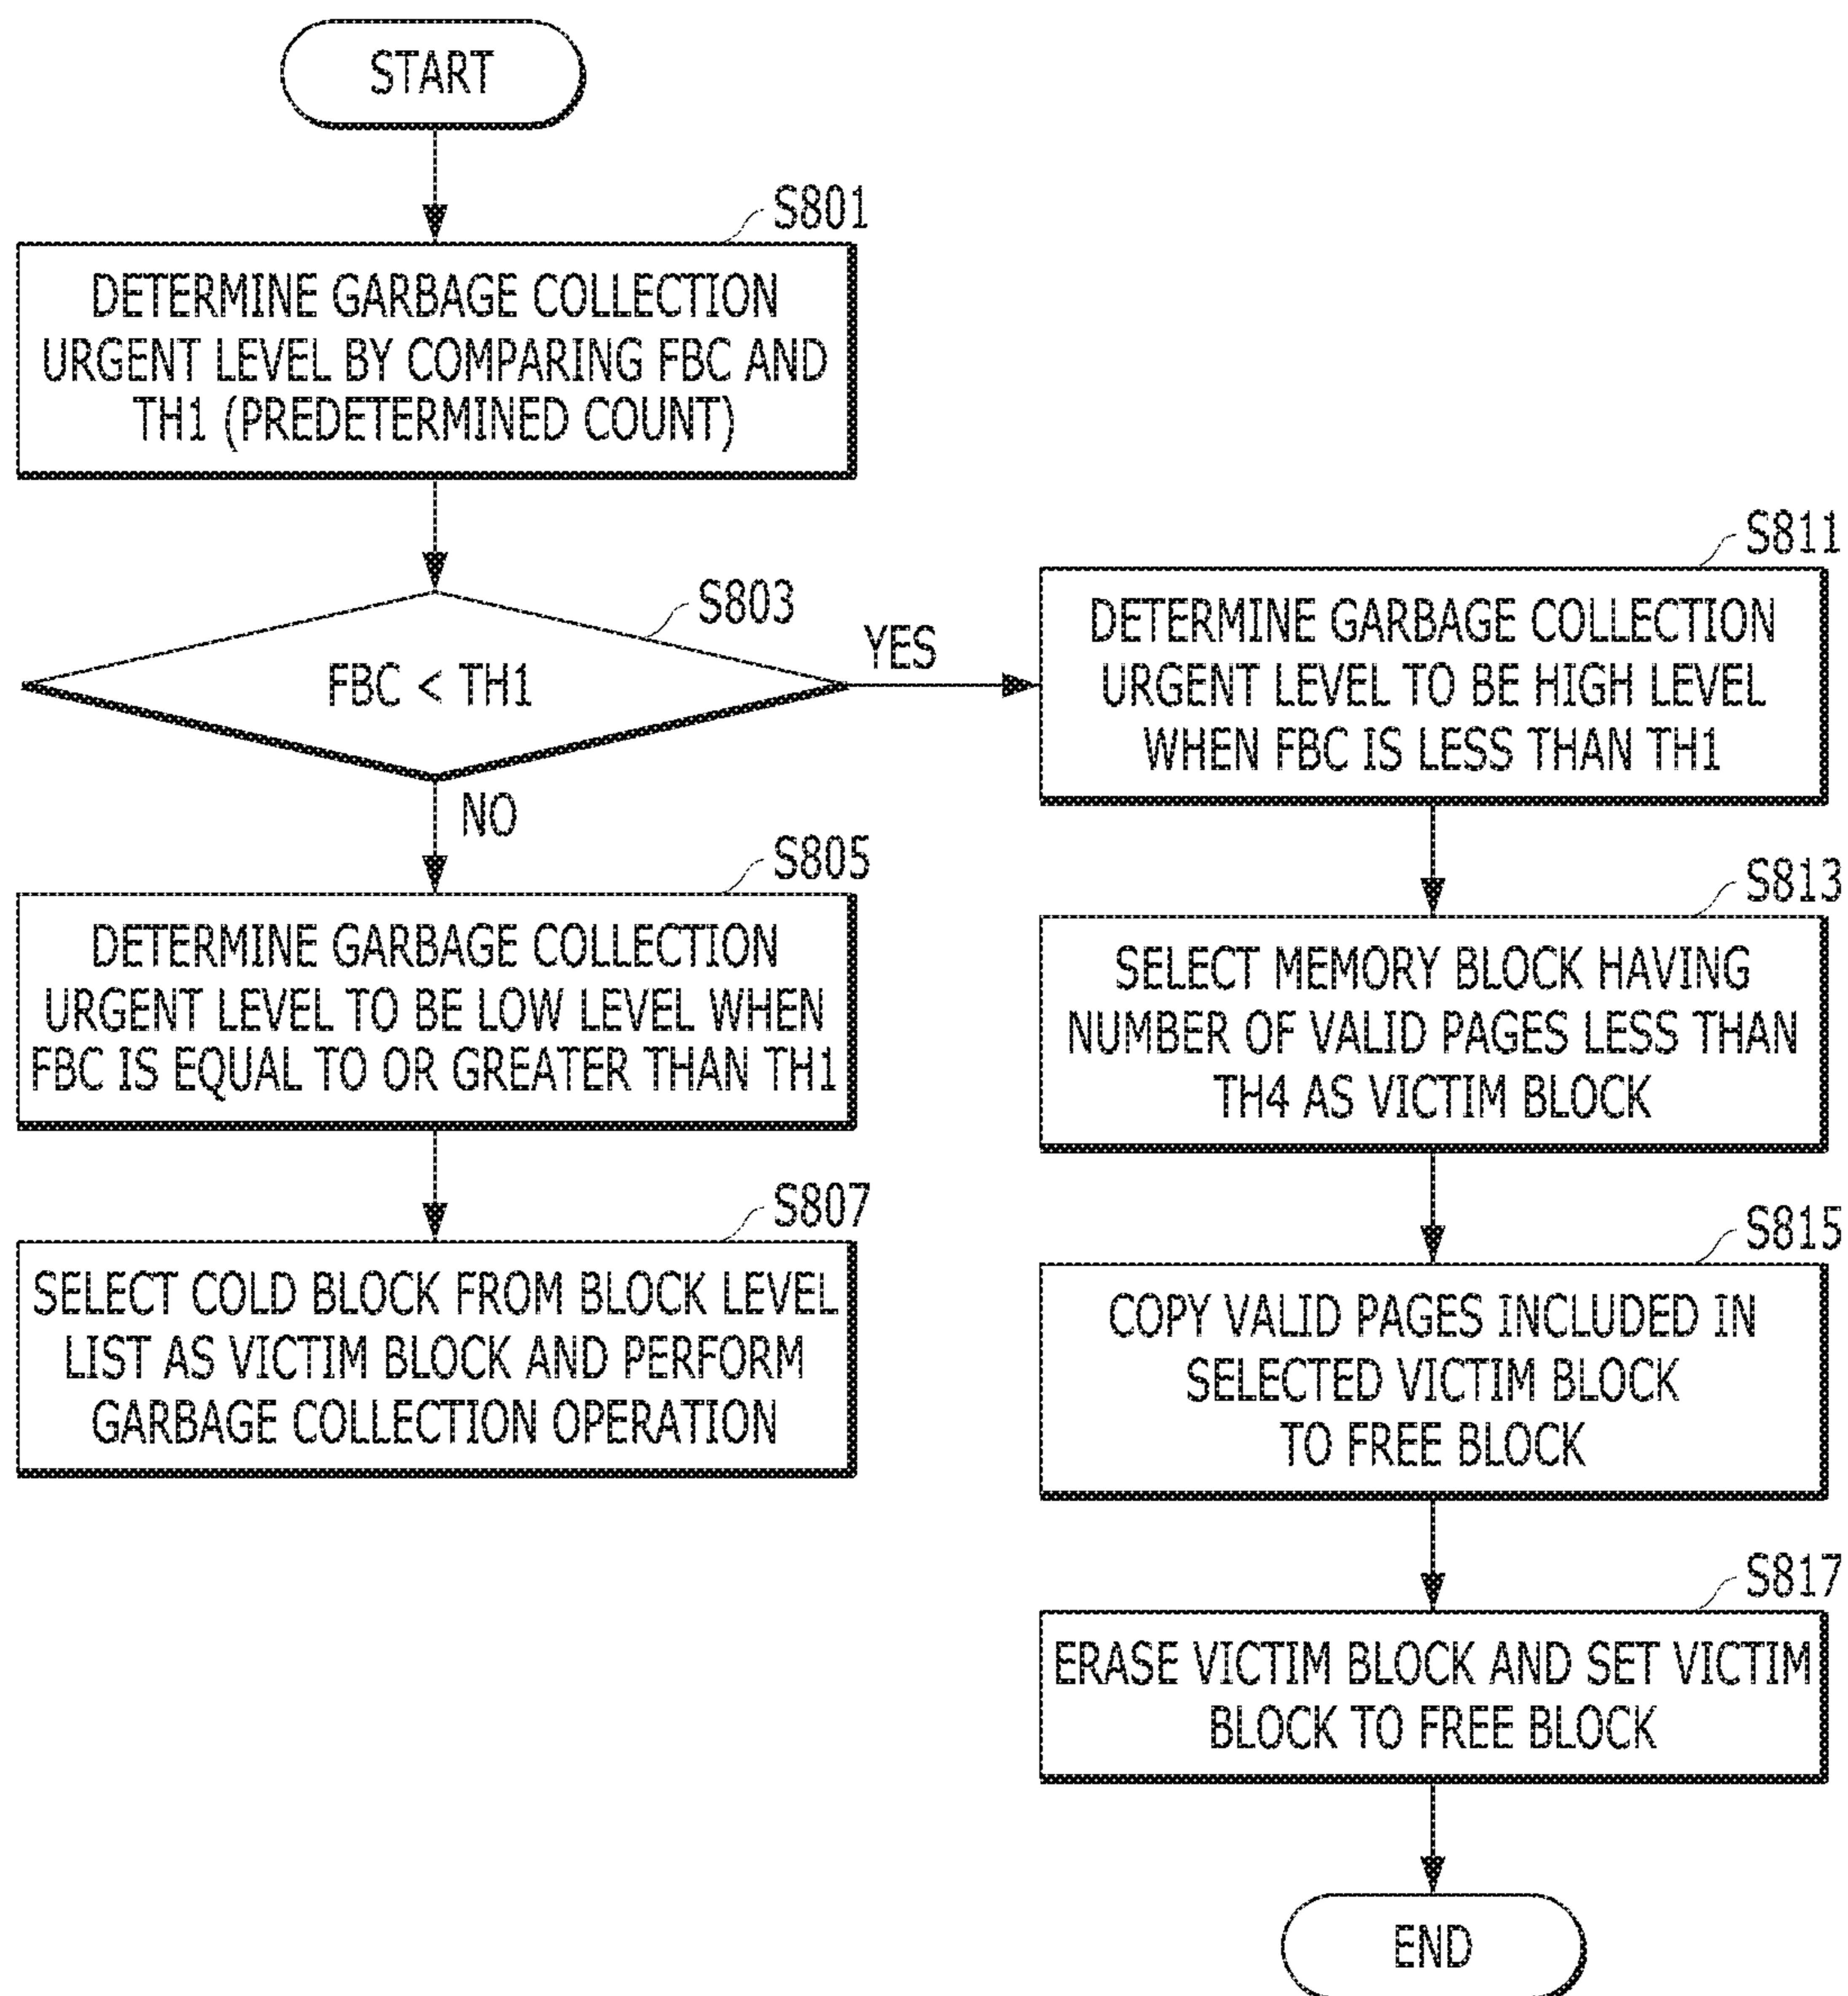 START
S801
DETERMINE GARBAGE COLLECTION
URGENT LEVEL BY COMPARING FBC AND
TH1 (PREDETERMINED COUNT)
S803
FBC < TH1
YES
NO
S805
DETERMINE GARBAGE COLLECTION
URGENT LEVEL TO BE LOW LEVEL WHEN
FBC IS EQUAL TO OR GREATER THAN TH1
S807
SELECT COLD BLOCK FROM BLOCK LEVEL
LIST AS VICTIM BLOCK AND PERFORM
GARBAGE COLLECTION OPERATION
S811
DETERMINE GARBAGE COLLECTION
URGENT LEVEL TO BE HIGH LEVEL
WHEN FBC IS LESS THAN TH1
S813
SELECT MEMORY BLOCK HAVING
NUMBER OF VALID PAGES LESS THAN
TH4 AS VICTIM BLOCK
S815
COPY VALID PAGES INCLUDED IN
SELECTED VICTIM BLOCK
TO FREE BLOCK
S817
ERASE VICTIM BLOCK AND SET VICTIM
BLOCK TO FREE BLOCK
END